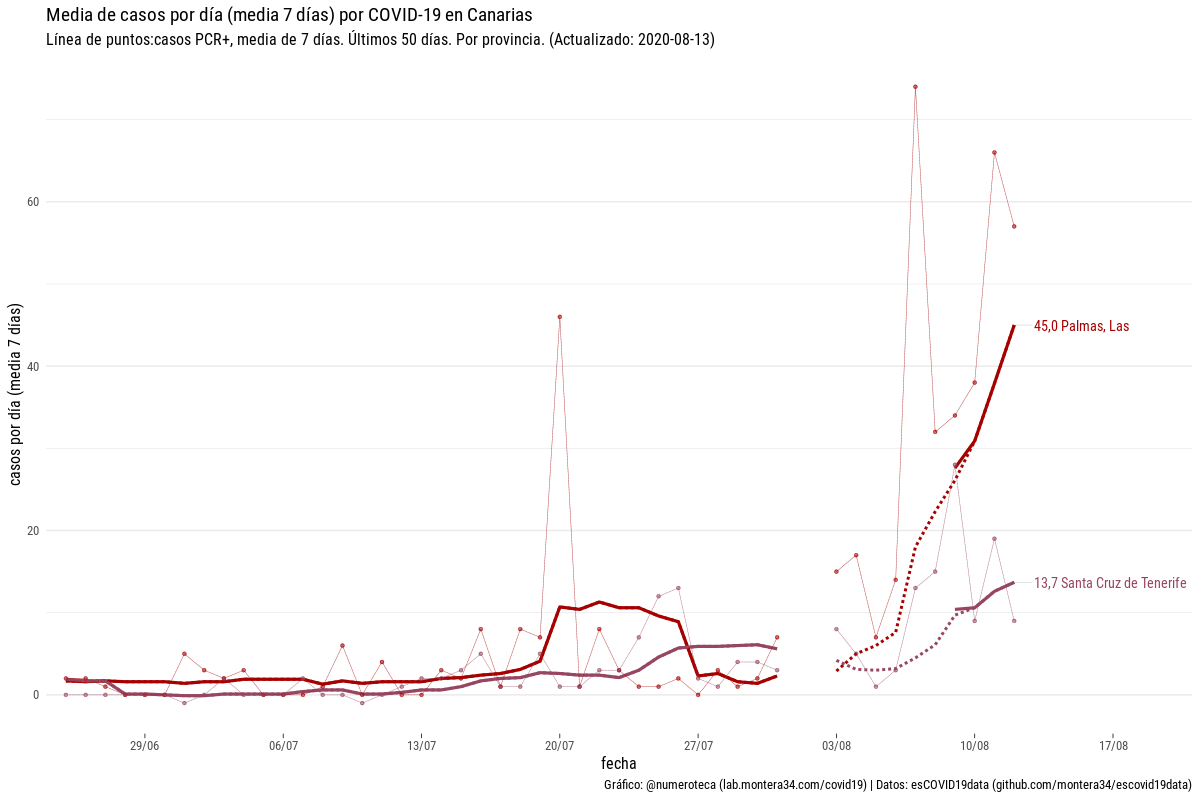 Media de casos por día (media 7 días) por COVID-19 en Canarias
Línea de puntos:casos PCR+, media de 7 días. Últimos 50 días. Por provincia. (Actualizado: 2020-08-13)
casos por día (media 7 días)
60
40
20
0
45,0 Palmas, Las
13,7 Santa Cruz de Tenerife
29/06
06/07
13/07
20/07
27/07
03/08
10/08
17/08
fecha
Gráfico: @numeroteca (lab.montera34.com/covid19) | Datos: esCOVID19data (github.com/montera34/escovid19data)